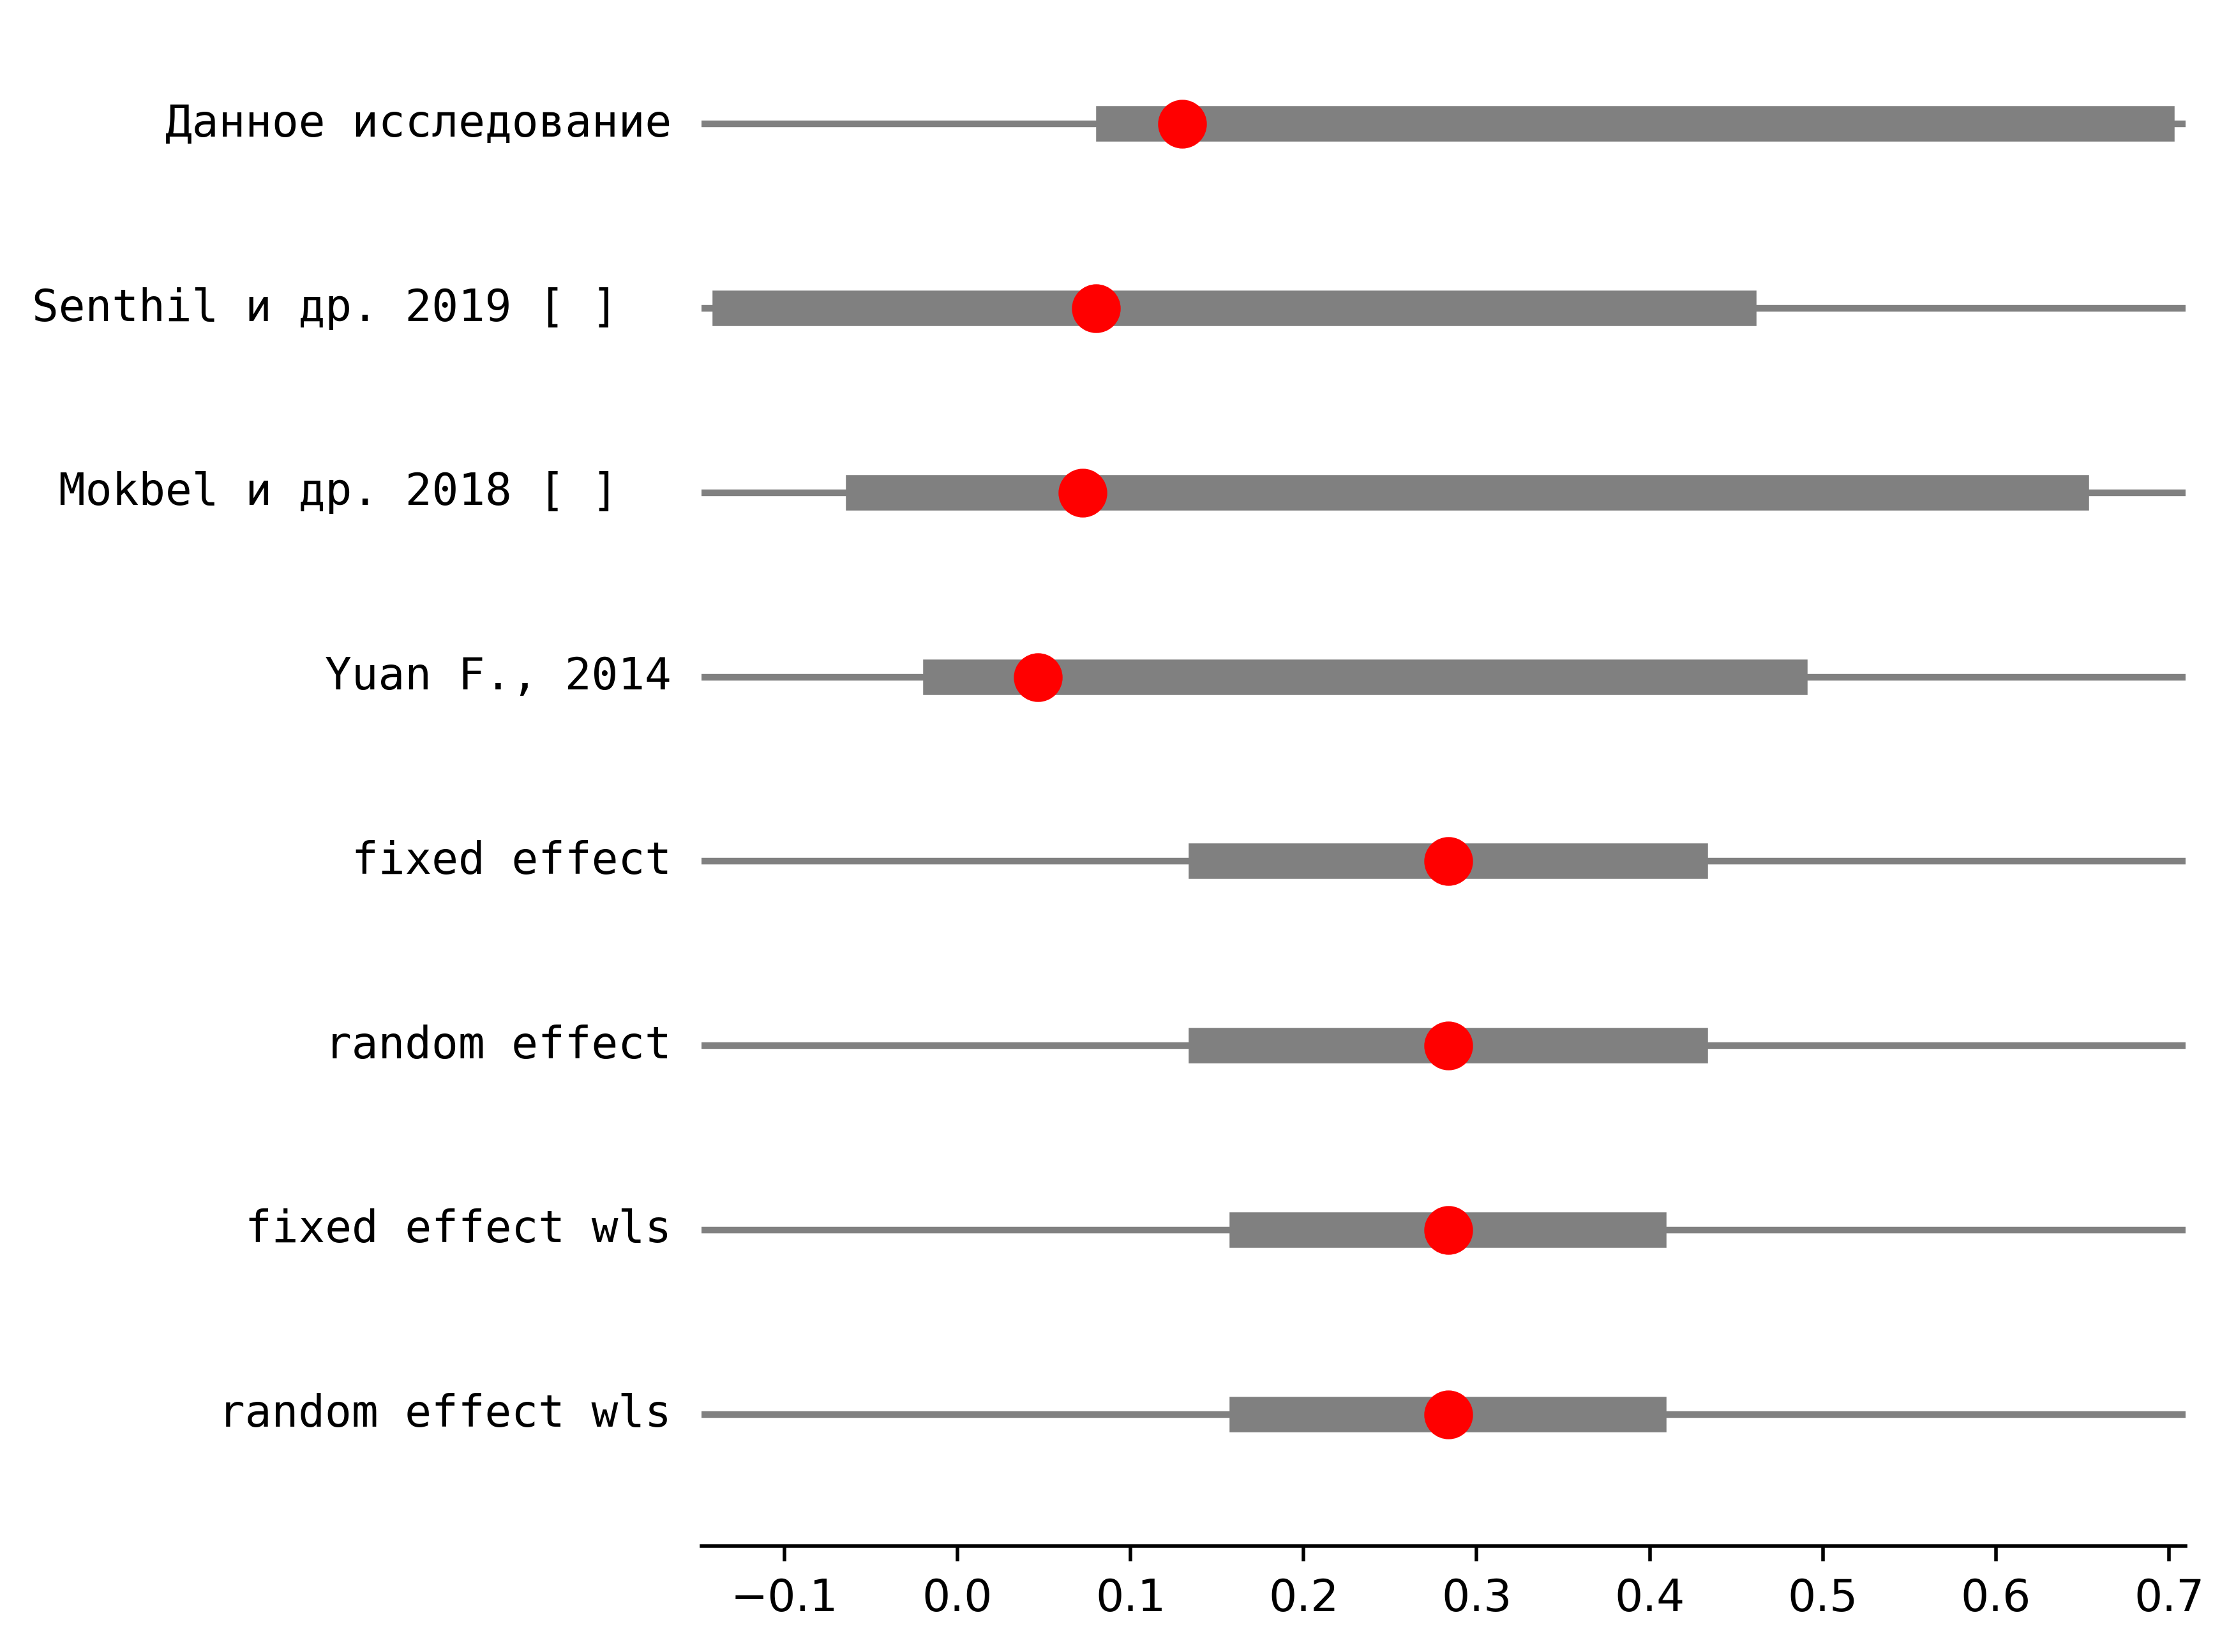 Данное исследование
Senthil и др. 2019 [ ]
Mokbel и др. 2018 [ ]
Yuan F., 2014
fixed effect
random effect
fixed effect wls
random effect wls
−0.1 0.0 0.1 0.2 0.3 0.4 0.5 0.6 0.7